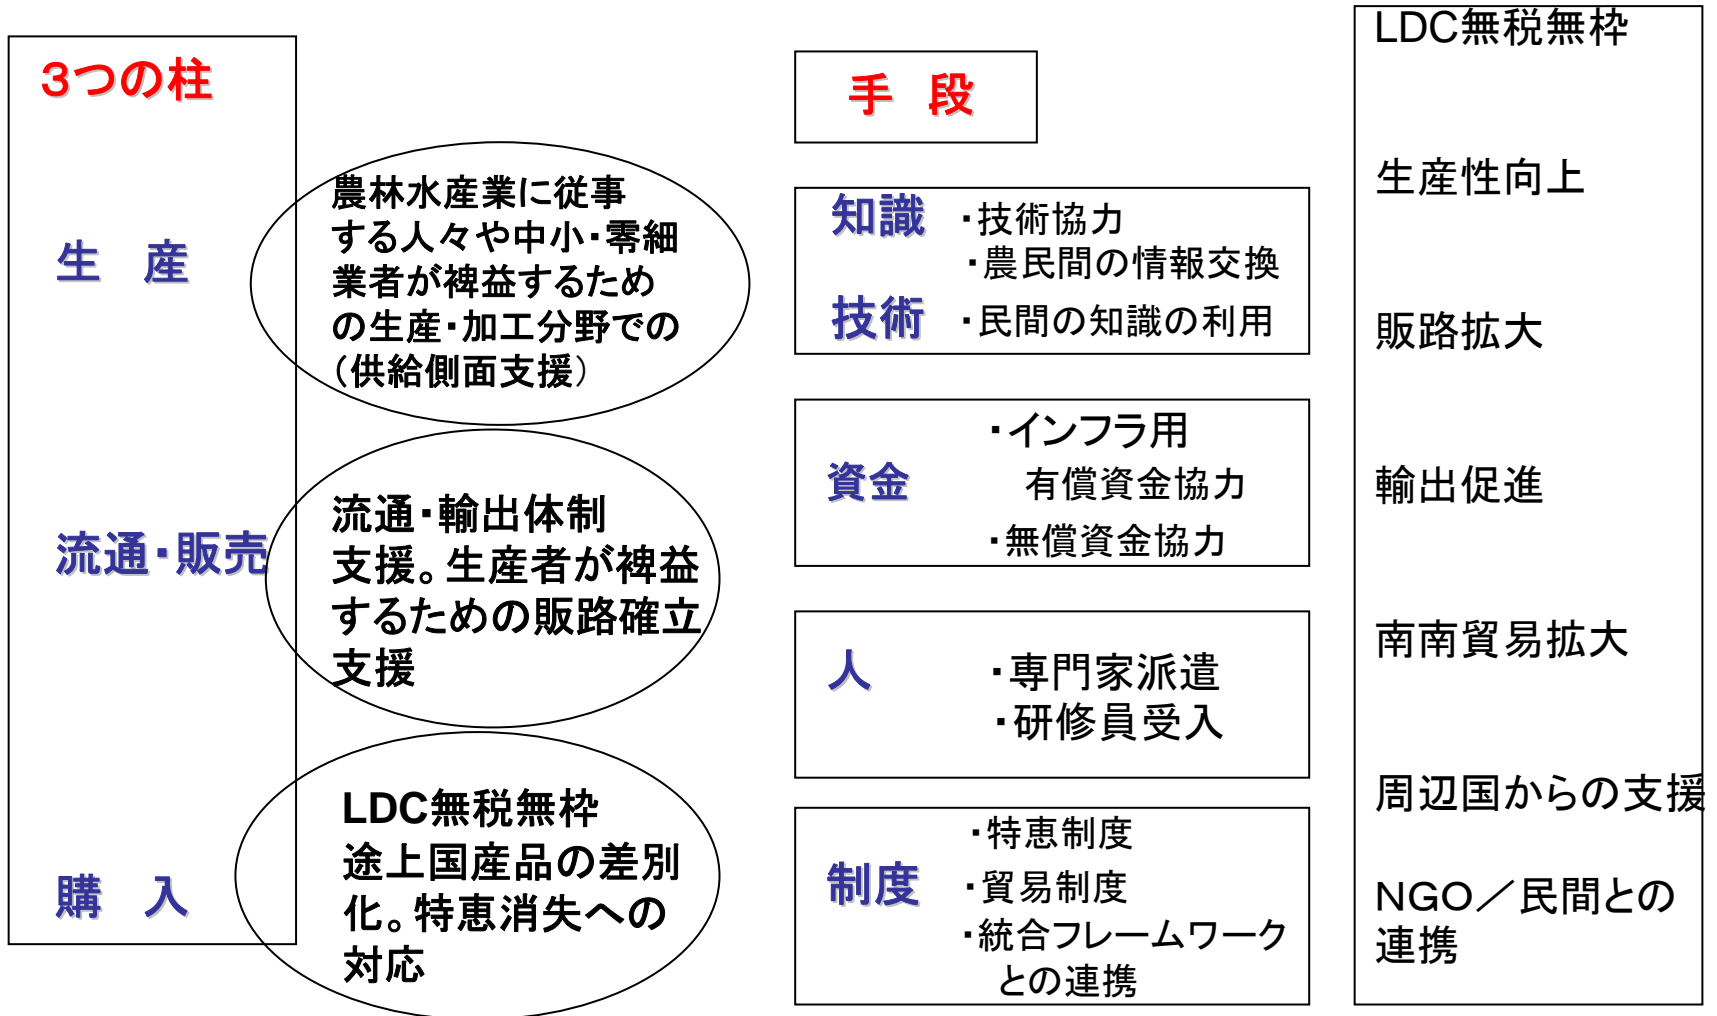 ３つの柱
生　産
農林水産業に従事
する人々や中小・零細
業者が裨益するため
の生産・加工分野での
（供給側面支援）
流通・販売
流通・輸出体制
支援。生産者が裨益
するための販路確立
支援
購　入
LDC無税無枠
途上国産品の差別
化。特恵消失への
対応
手　段
知識 ・技術協力
・農民間の情報交換
技術 ・民間の知識の利用
・インフラ用
資金 有償資金協力
・無償資金協力
人 ・専門家派遣
・研修員受入
・特恵制度
制度 ・貿易制度
・統合フレームワーク
との連携
LDC無税無枠
生産性向上
販路拡大
輸出促進
南南貿易拡大
周辺国からの支援
ＮＧＯ／民間との
連携